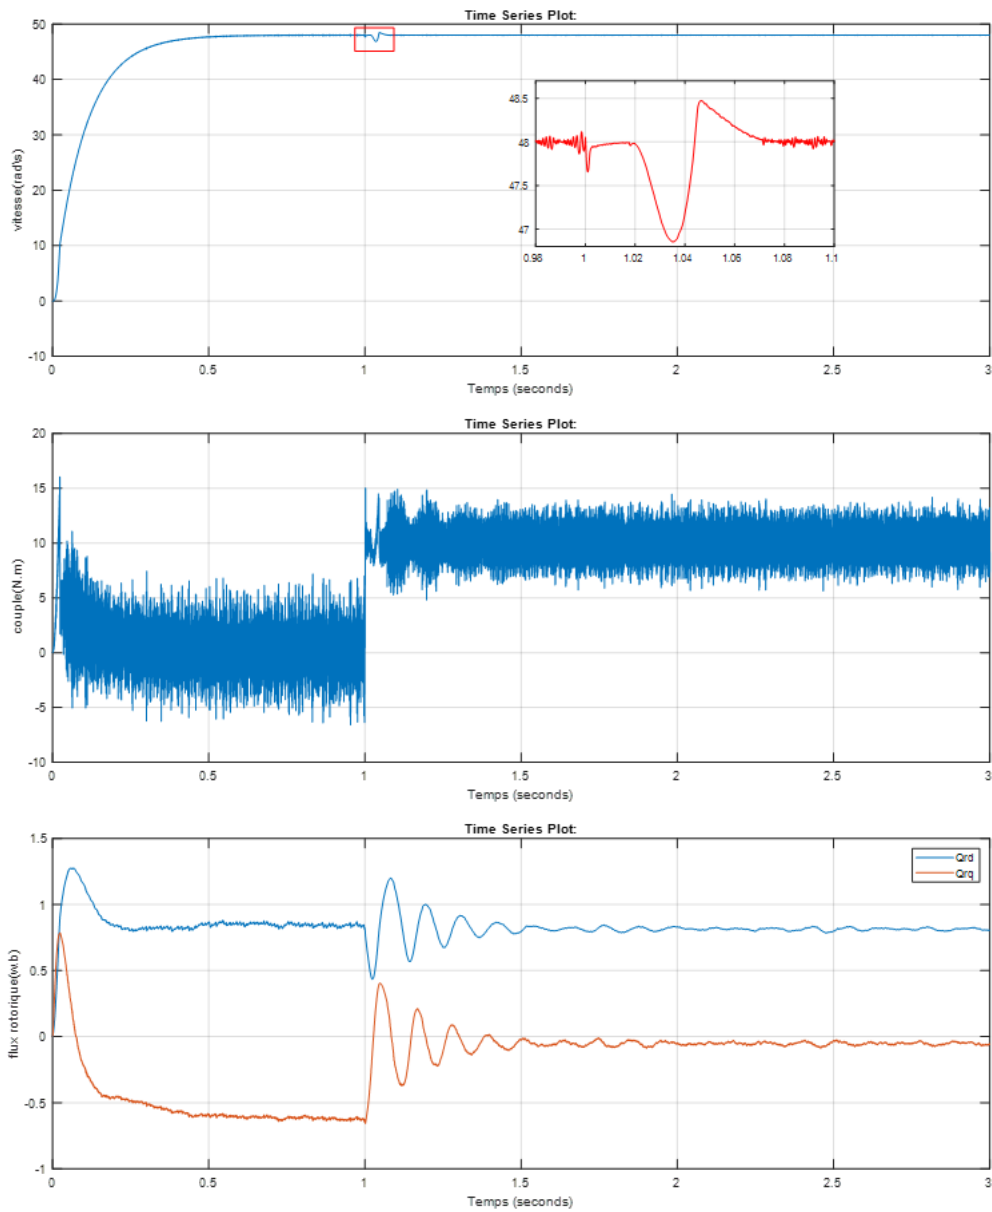 Time Series Plot:
50
40
30
20
10
0
-10
vitesse(rad\s)
48.5
48
47.5
47
0.98 1 1.02 1.04 1.06 1.08 1.1
0 0.5 1 1.5 2 2.5 3
Temps (seconds)
Time Series Plot:
20
15
10
5
0
-5
-10
couple(N.m)
0 0.5 1 1.5 2 2.5 3
Temps (seconds)
Time Series Plot:
1.5
1
0.5
0
-0.5
-1
flux rotorique(w.b)
Qrd
Qrq
0 0.5 1 1.5 2 2.5 3
Temps (seconds)